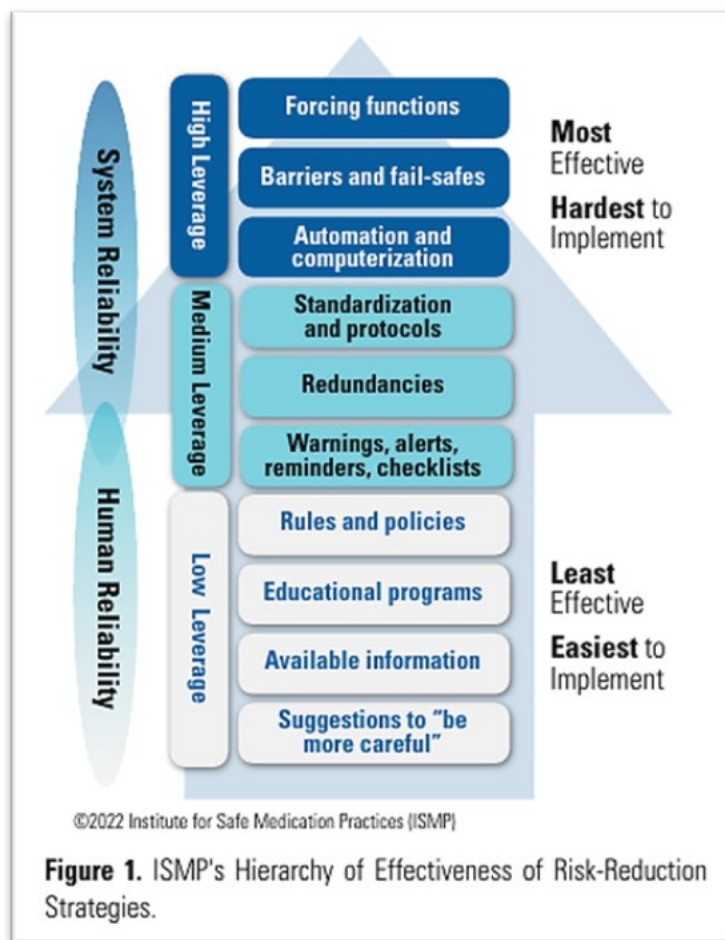 System Reliability
Human Reliability
High Leverage
Forcing functions
Barriers and fail-safes
Automation and
computerization
Medium Leverage
Standardization
and protocols
Redundancies
Warnings, alerts,
reminders, checklists
Low Leverage
Rules and policies
Educational programs
Available information
Suggestions to "be
more careful"
Most
Effective
Hardest to
Implement
Least
Effective
Easiest to
Implement
©2022 Institute for Safe Medication Practices (ISMP)
Figure 1. ISMP's Hierarchy of Effectiveness of Risk-Reduction
Strategies.